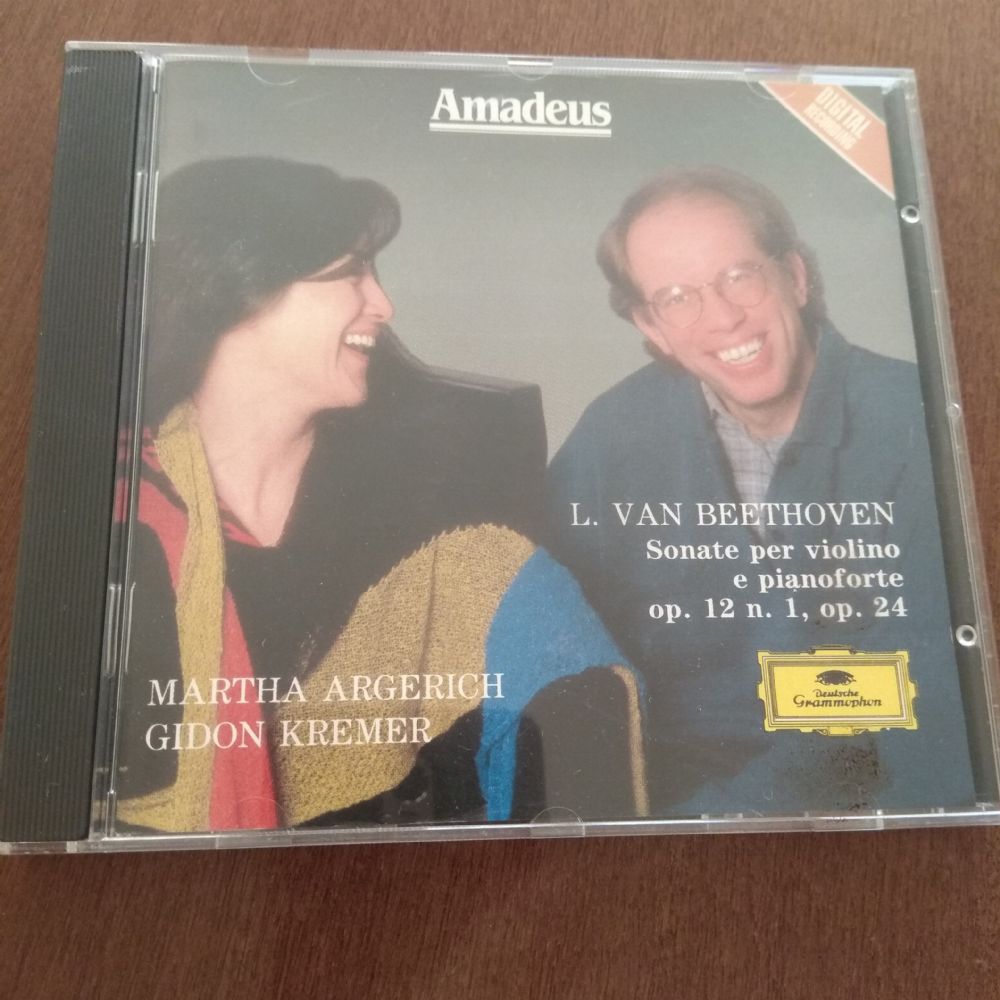 Amadeus
DIGITAL
RECORDING
L. VAN BEETHOVEN
Sonate per violino
e pianoforte
op. 12 n. 1, op. 24
MARTHA ARGERICH
GIDON KREMER
Deutsche
Grammophon